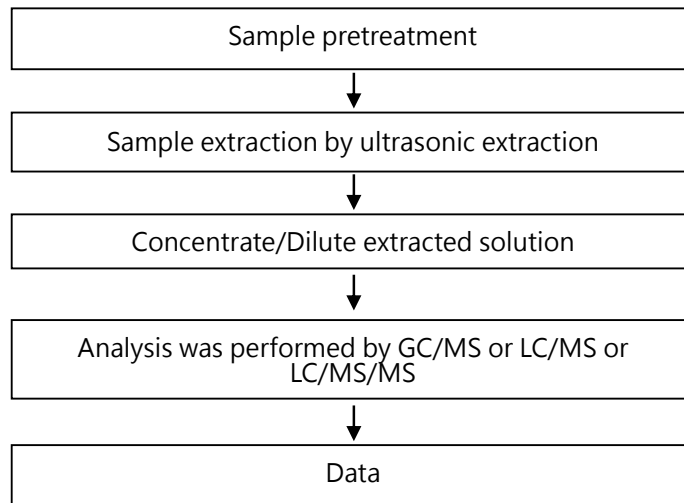 Sample pretreatment
Sample extraction by ultrasonic extraction
Concentrate/Dilute extracted solution
Analysis was performed by GC/MS or LC/MS or
LC/MS/MS
Data